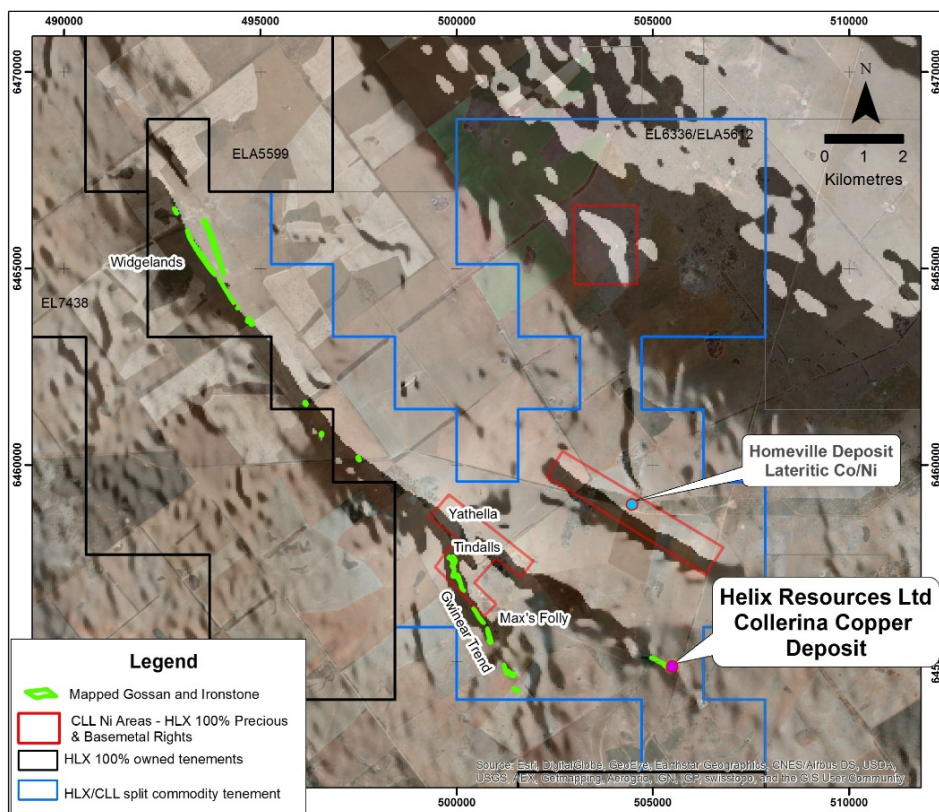 490000 495000 500000 505000 510000
6470000
6465000
6460000
N
0 1 2
Kilometres
EL6336/ELA5612
ELA5599
Widgelands
EL7438
Homeville Deposit
Lateritic Co/Ni
Yathella
Tindalls
Gwinear Trend
Max's Folly
Helix Resources Ltd
Collerina Copper
Deposit
Legend
Mapped Gossan and Ironstone
CLL Ni Areas - HLX 100% Precious
& Basemetal Rights
HLX 100% owned tenements
HLX/CLL split commodity tenement
Source: Esri, DigitalGlobe, GeoEye, Earthstar Geographics, CNES/Airbus DS, USDA,
USGS, AEX, Getmapping, Aerogrid, IGN, IGP, swisstopo, and the GIS User Community
500000 505000 510000